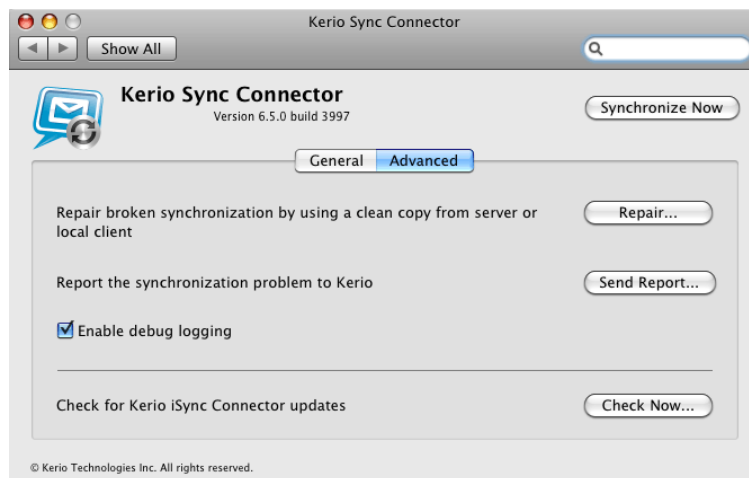 Kerio Sync Connector
Show All
Kerio Sync Connector
Version 6.5.0 build 3997
Synchronize Now
General Advanced
Repair broken synchronization by using a clean copy from server or
local client
Repair...
Report the synchronization problem to Kerio
Send Report...
Enable debug logging
Check for Kerio iSync Connector updates
Check Now...
© Kerio Technologies Inc. All rights reserved.